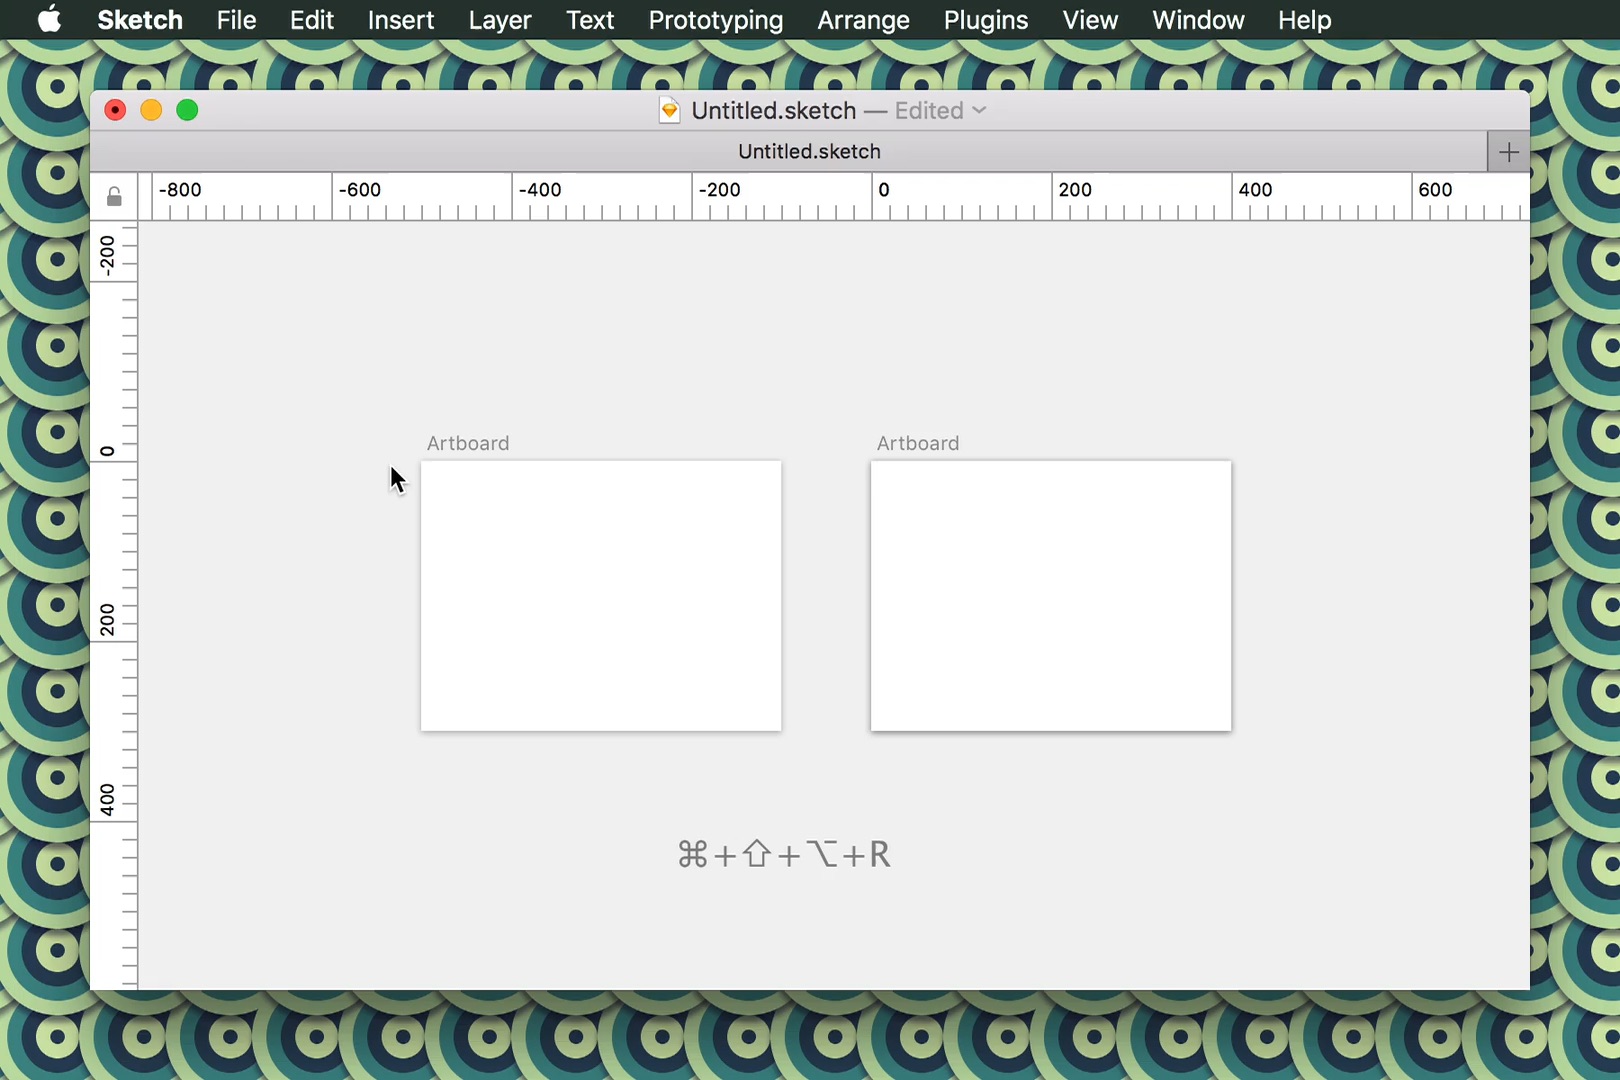 Sketch File Edit Insert Layer Text Prototyping Arrange Plugins View Window Help
Untitled.sketch — Edited
Untitled.sketch
-800 -600 -400 -200 0 200 400 600
-200
0
200
400
Artboard Artboard
⌘+⇧+⌥+R